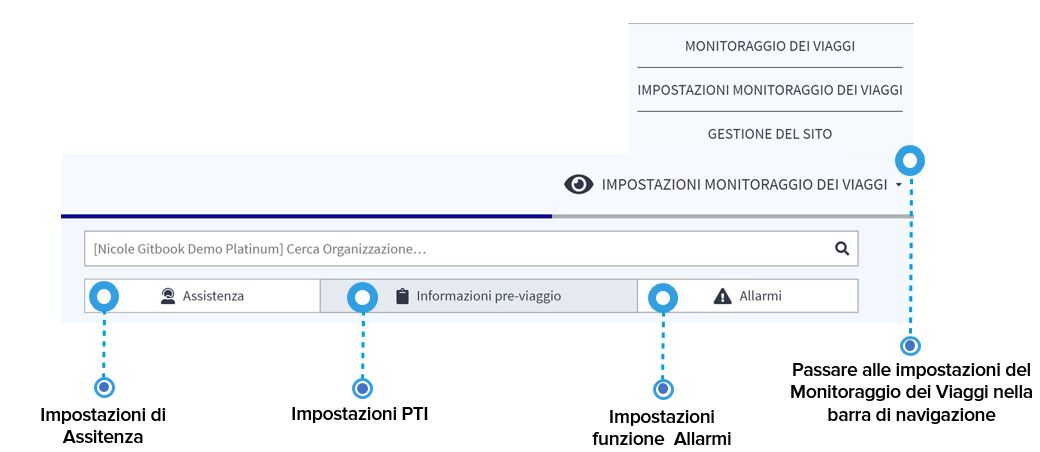 MONITORAGGIO DEI VIAGGI
IMPOSTAZIONI MONITORAGGIO DEI VIAGGI
GESTIONE DEL SITO
IMPOSTAZIONI MONITORAGGIO DEI VIAGGI
[Nicole Gitbook Demo Platinum] Cerca Organizzazione...
Assistenza
Informazioni pre-viaggio
Allarmi
Impostazioni di
Assitenza
Impostazioni PTI
Impostazioni
funzione Allarmi
Passare alle impostazioni del
Monitoraggio dei Viaggi nella
barra di navigazione